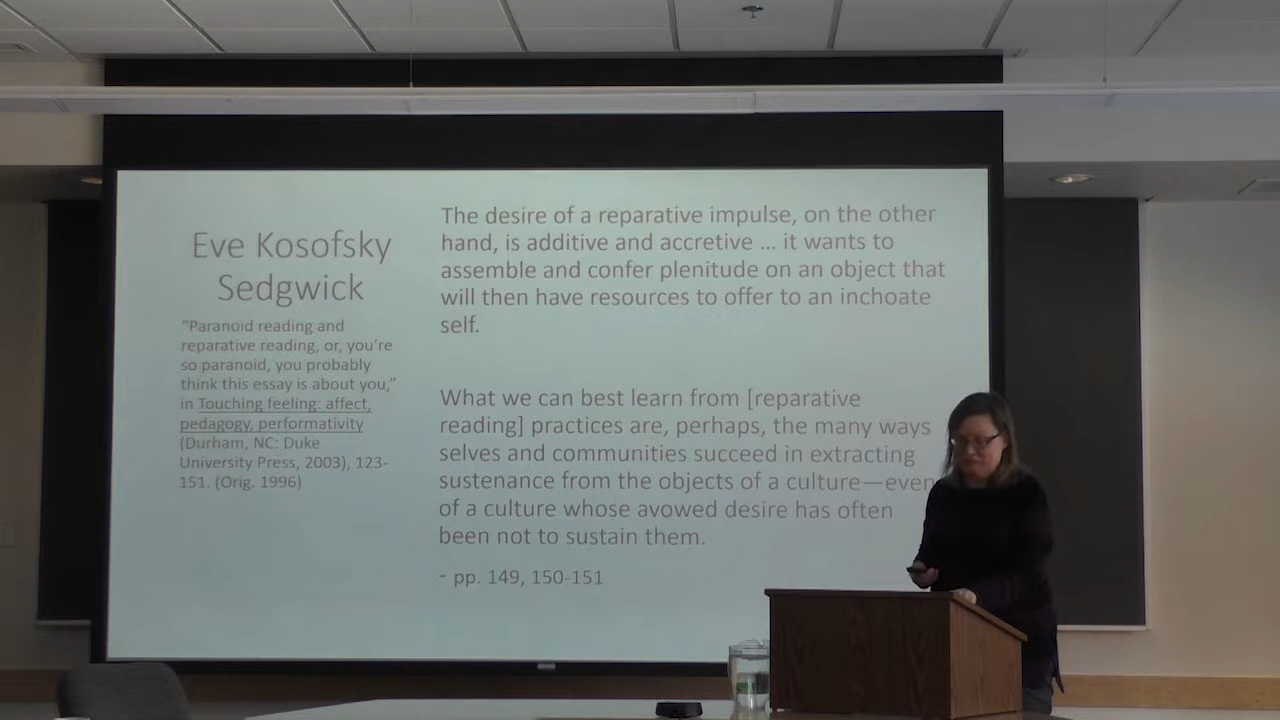 Eve Kosofsky
Sedgwick
"Paranoid reading and
reparative reading, or, you're
so paranoid, you probably
think this essay is about you,"
in Touching feeling: affect,
pedagogy, performativity
(Durham, NC: Duke
University Press, 2003), 123-
151. (Orig. 1996)
The desire of a reparative impulse, on the other
hand, is additive and accretive … it wants to
assemble and confer plenitude on an object that
will then have resources to offer to an inchoate
self.
What we can best learn from [reparative
reading] practices are, perhaps, the many ways
selves and communities succeed in extracting
sustenance from the objects of a culture—even
of a culture whose avowed desire has often
been not to sustain them.
- pp. 149, 150-151